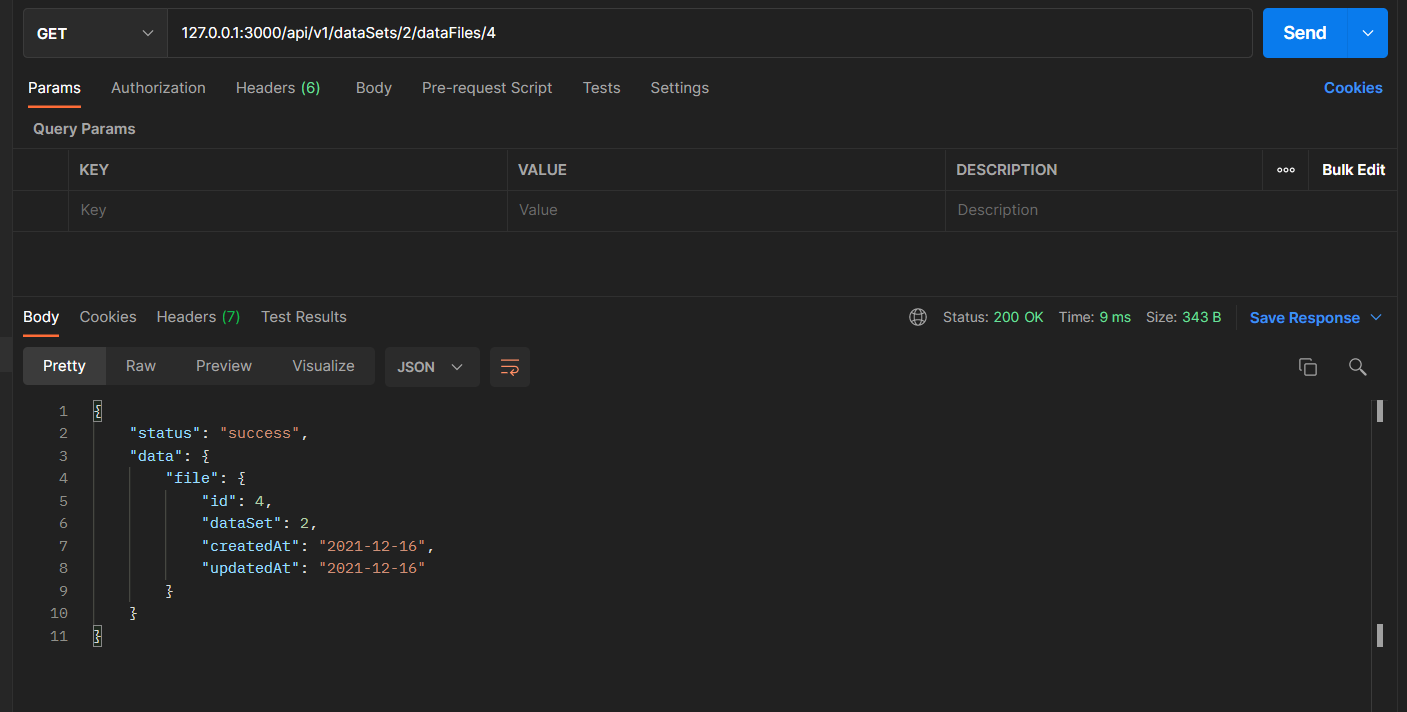 GET 127.0.0.1:3000/api/v1/dataSets/2/dataFiles/4 Send
Params Authorization Headers (6) Body Pre-request Script Tests Settings Cookies
Query Params
KEY VALUE DESCRIPTION ooo Bulk Edit
Key Value Description
Body Cookies Headers (7) Test Results Status: 200 OK Time: 9 ms Size: 343 B Save Response
Pretty Raw Preview Visualize JSON
1 {
2 "status": "success",
3 "data": {
4 "file": {
5 "id": 4,
6 "dataSet": 2,
7 "createdAt": "2021-12-16",
8 "updatedAt": "2021-12-16"
9 }
10 }
11 }